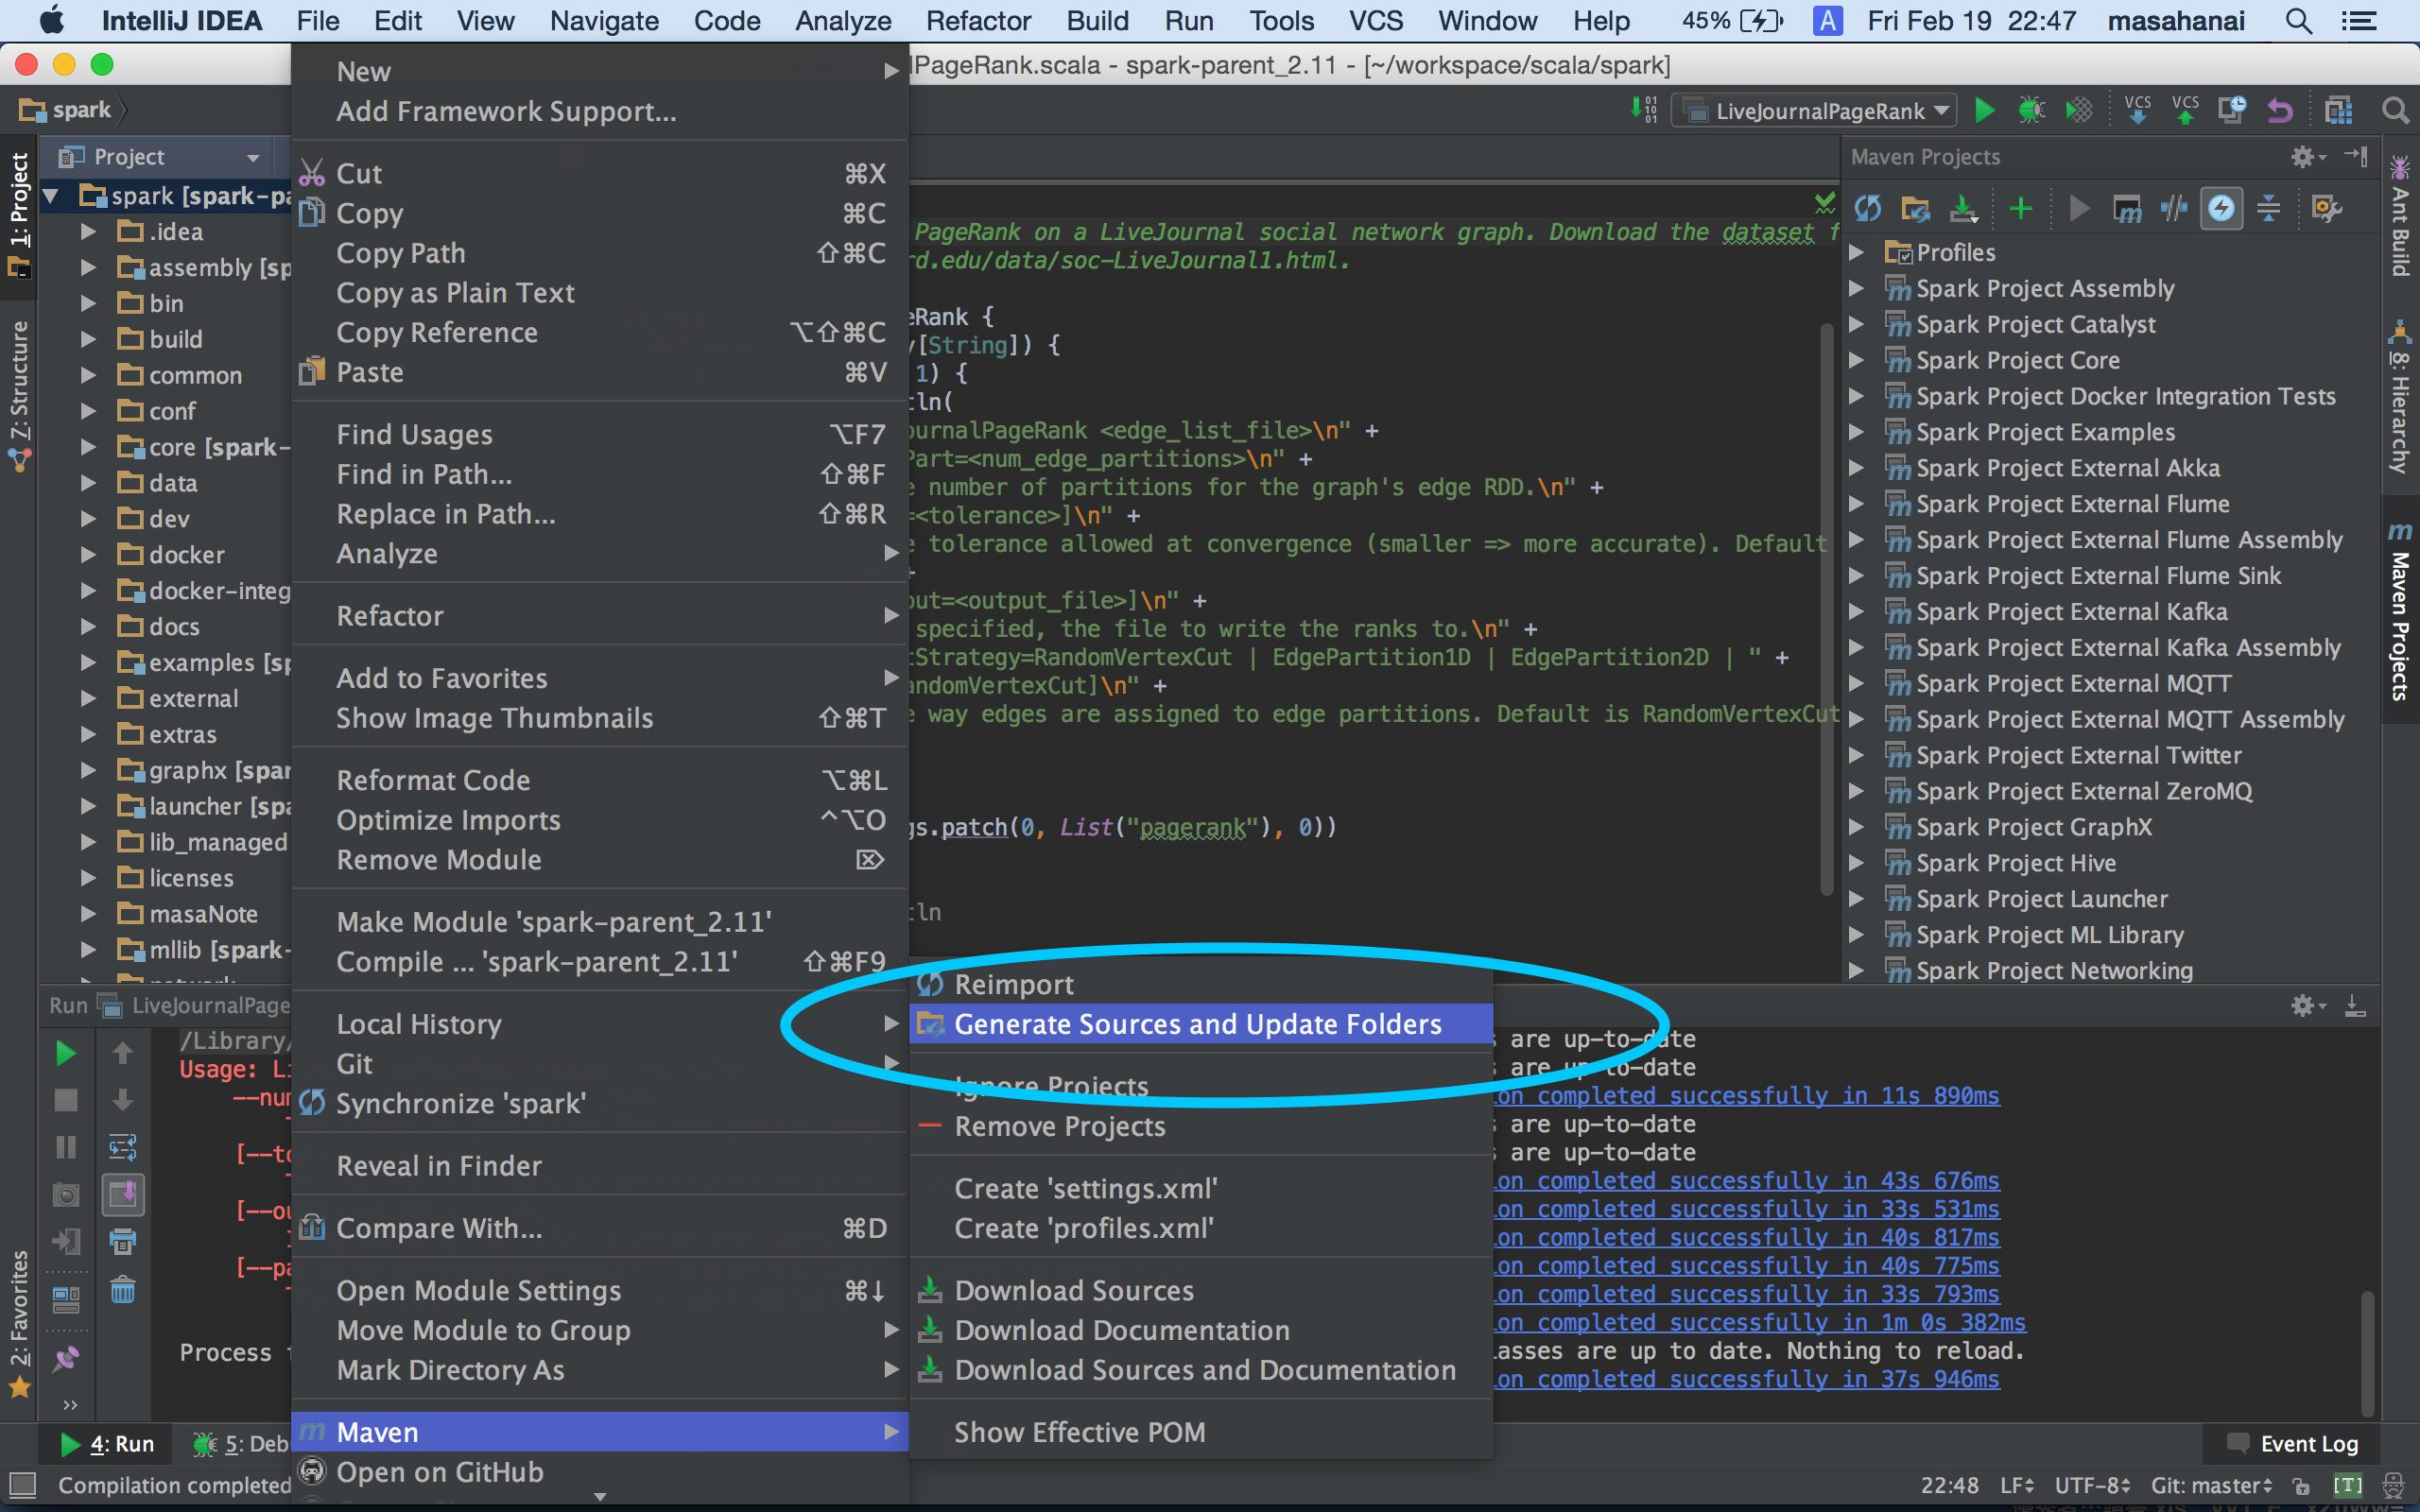 IntelliJ IDEA File Edit View Navigate Code Analyze Refactor Build Run Tools VCS Window Help 45% A Fri Feb 19 22:47 masahanai
lPageRank.scala - spark-parent_2.11 - [~/workspace/scala/spark]
spark
LiveJournalPageRank
VCS VCS
1: Project
7: Structure
2: Favorites
Project
spark [spark-pa
.idea
assembly [sp
bin
build
common
conf
core [spark-
data
dev
docker
docker-integ
docs
examples [sp
external
extras
graphx [spar
launcher [spa
lib_managed
licenses
masaNote
mllib [spark-
New
Add Framework Support...
Cut ⌘X
Copy ⌘C
Copy Path ⇧⌘C
Copy as Plain Text
Copy Reference ⌥⇧⌘C
Paste ⌘V
Find Usages ⌥F7
Find in Path... ⇧⌘F
Replace in Path... ⇧⌘R
Analyze
Refactor
Add to Favorites
Show Image Thumbnails ⇧⌘T
Reformat Code ⌥⌘L
Optimize Imports ^⌥O
Remove Module ⌦
Make Module 'spark-parent_2.11'
Compile ... 'spark-parent_2.11' ⇧⌘F9
Local History
Git
Synchronize 'spark'
Reveal in Finder
Compare With... ⌘D
Open Module Settings ⌘↓
Move Module to Group
Mark Directory As
Maven
Open on GitHub
Reimport
Generate Sources and Update Folders
Ignore Projects
Remove Projects
Create 'settings.xml'
Create 'profiles.xml'
Download Sources
Download Documentation
Download Sources and Documentation
Show Effective POM
PageRank on a LiveJournal social network graph. Download the dataset f
rd.edu/data/soc-LiveJournal1.html.
eRank {
y[String]) {
1) {
tln(
ournalPageRank <edge_list_file>\n" +
Part=<num_edge_partitions>\n" +
e number of partitions for the graph's edge RDD.\n" +
=<tolerance>]\n" +
e tolerance allowed at convergence (smaller => more accurate). Default
+
out=<output_file>]\n" +
specified, the file to write the ranks to.\n" +
tStrategy=RandomVertexCut | EdgePartition1D | EdgePartition2D | " +
andomVertexCut]\n" +
e way edges are assigned to edge partitions. Default is RandomVertexCut
gs.patch(0, List("pagerank"), 0))
tln
Maven Projects
Profiles
Spark Project Assembly
Spark Project Catalyst
Spark Project Core
Spark Project Docker Integration Tests
Spark Project Examples
Spark Project External Akka
Spark Project External Flume
Spark Project External Flume Assembly
Spark Project External Flume Sink
Spark Project External Kafka
Spark Project External Kafka Assembly
Spark Project External MQTT
Spark Project External MQTT Assembly
Spark Project External Twitter
Spark Project External ZeroMQ
Spark Project GraphX
Spark Project Hive
Spark Project Launcher
Spark Project ML Library
Spark Project Networking
Ant Build
8: Hierarchy
Maven Projects
Run LiveJournalPage
/Library/
Usage: Li
--num
[--to
[--ou
[--pa
Process f
s are up-to-date
s are up-to-date
on completed successfully in 11s 890ms
s are up-to-date
s are up-to-date
on completed successfully in 43s 676ms
on completed successfully in 33s 531ms
on completed successfully in 40s 817ms
on completed successfully in 40s 775ms
on completed successfully in 33s 793ms
on completed successfully in 1m 0s 382ms
lasses are up to date. Nothing to reload.
on completed successfully in 37s 946ms
4: Run 5: Deb
Event Log
Compilation completed
22:48 LF UTF-8 Git: master [T]